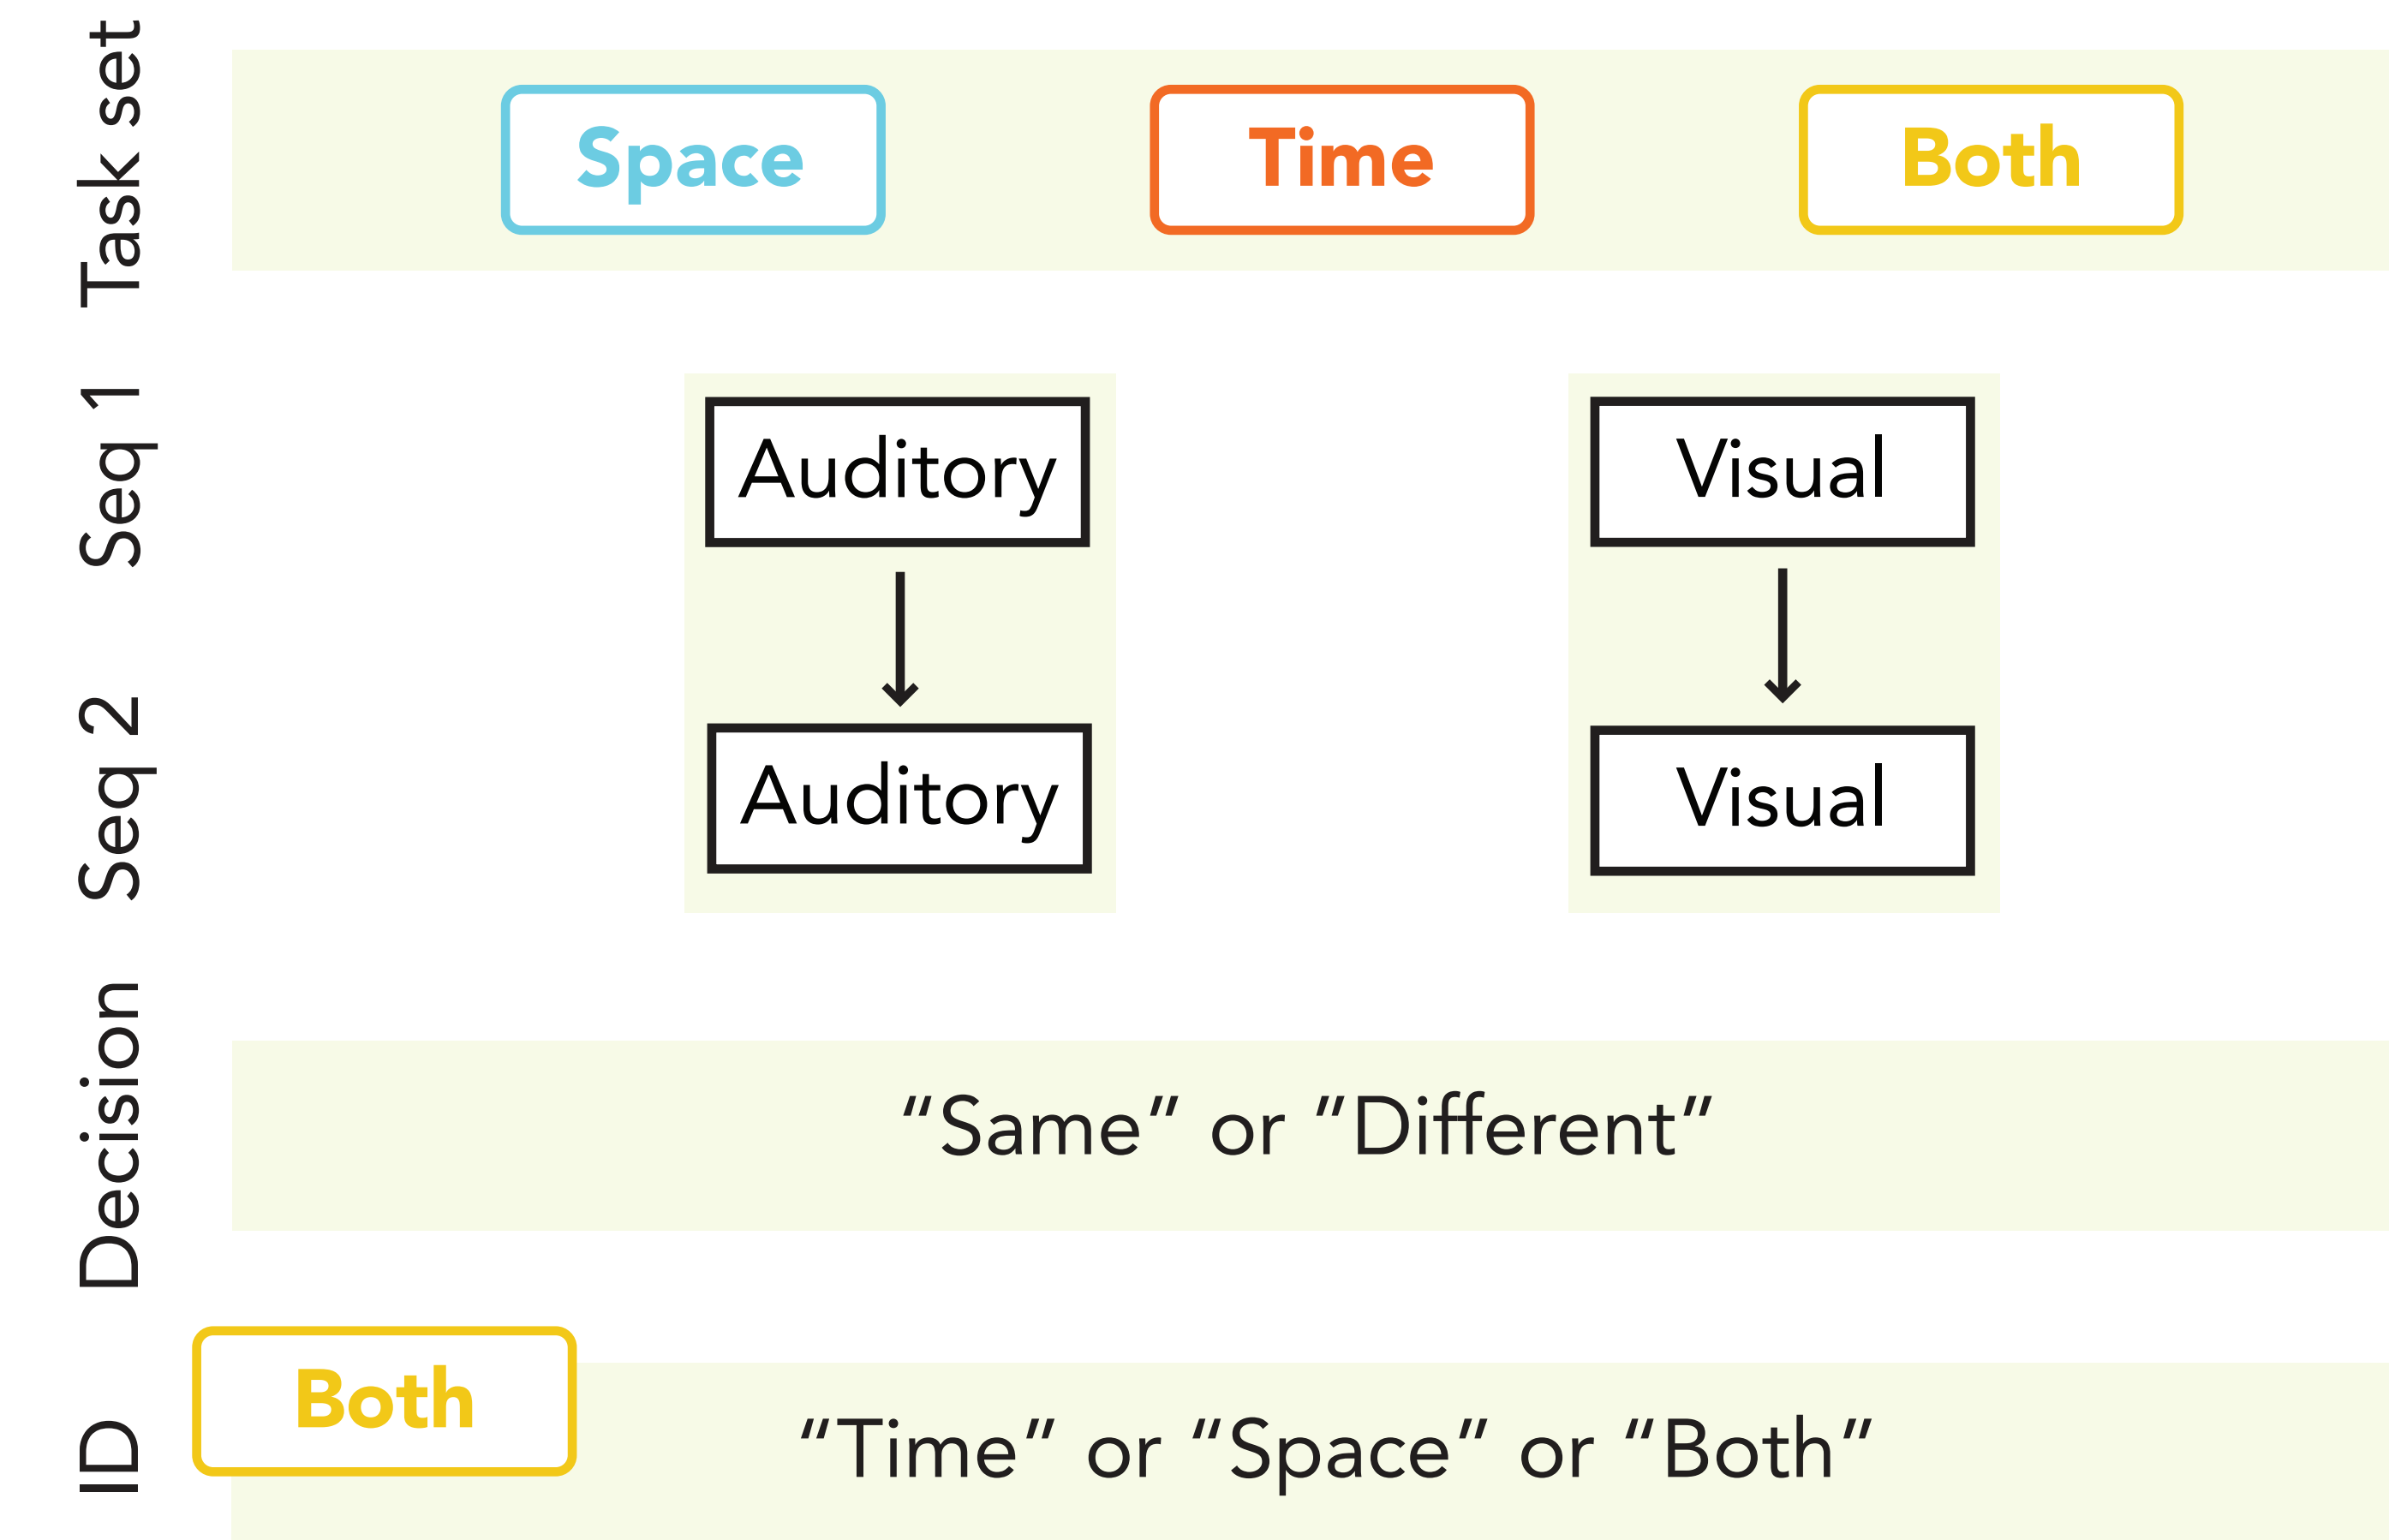 Task set
Space
Time
Both
Seq 1
Auditory
Visual
Seq 2
Auditory
Visual
Decision
“Same” or “Different”
ID
Both
“Time” or “Space” or “Both”